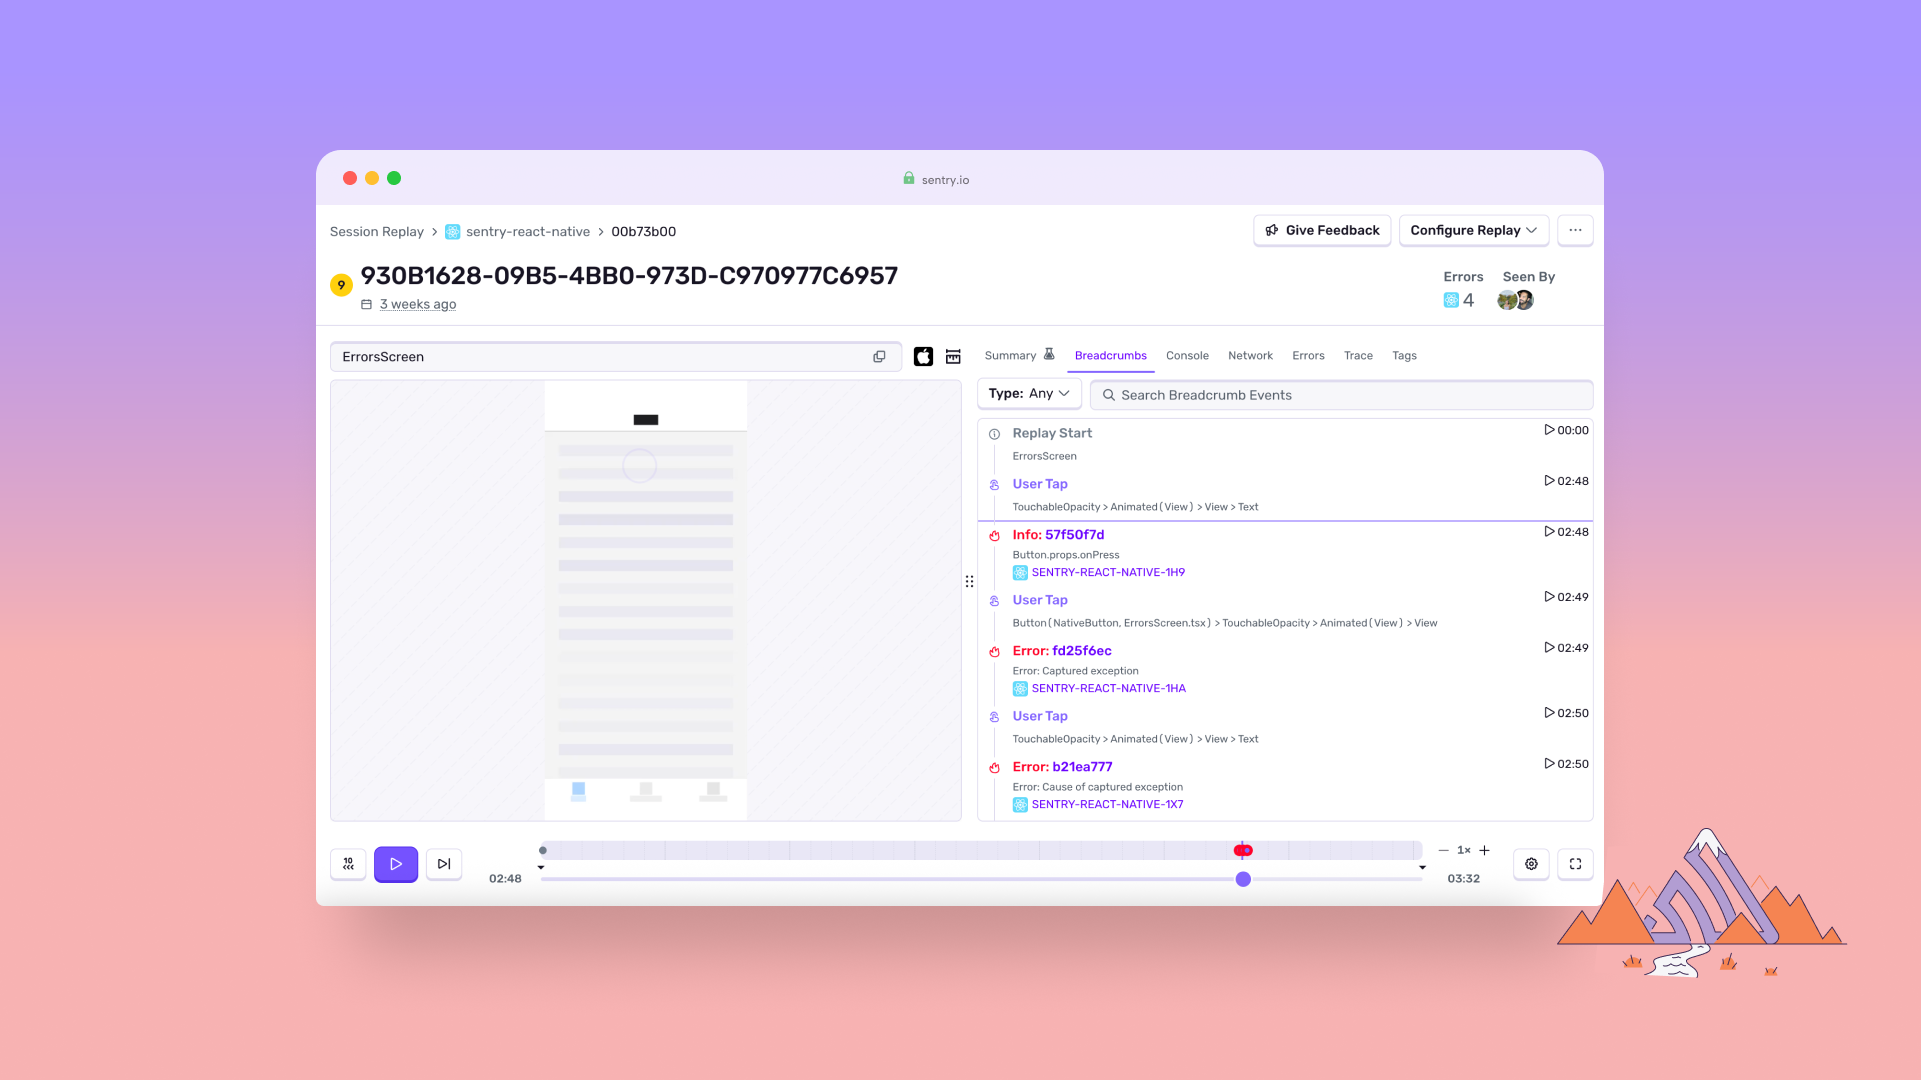 sentry.io
Session Replay > sentry-react-native > 00b73b00
Give Feedback
Configure Replay
9
930B1628-09B5-4BB0-973D-C970977C6957
3 weeks ago
Errors
Seen By
4
ErrorsScreen
Summary
Breadcrumbs
Console
Network
Errors
Trace
Tags
Type: Any
Search Breadcrumb Events
Replay Start
00:00
ErrorsScreen
User Tap
02:48
TouchableOpacity > Animated(View) > View > Text
Info: 57f50f7d
02:48
Button.props.onPress
SENTRY-REACT-NATIVE-1H9
User Tap
02:49
Button(NativeButton, ErrorsScreen.tsx) > TouchableOpacity > Animated(View) > View
Error: fd25f6ec
02:49
Error: Captured exception
SENTRY-REACT-NATIVE-1HA
User Tap
02:50
TouchableOpacity > Animated(View) > View > Text
Error: b21ea777
02:50
Error: Cause of captured exception
SENTRY-REACT-NATIVE-1X7
10
02:48
1×
03:32